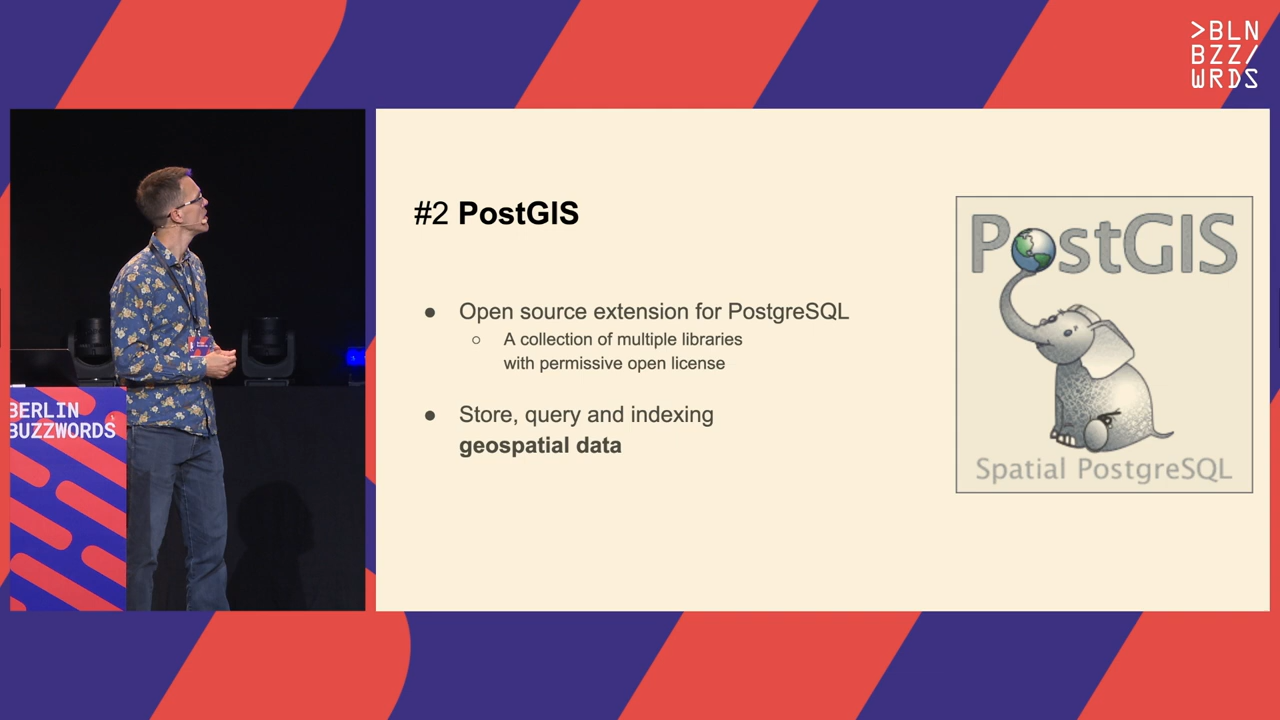 >BLN
BZZ/
WRDS
BERLIN
BUZZWORDS
#2 PostGIS
● Open source extension for PostgreSQL
○ A collection of multiple libraries
with permissive open license
● Store, query and indexing
geospatial data
PostGIS
Spatial PostgreSQL